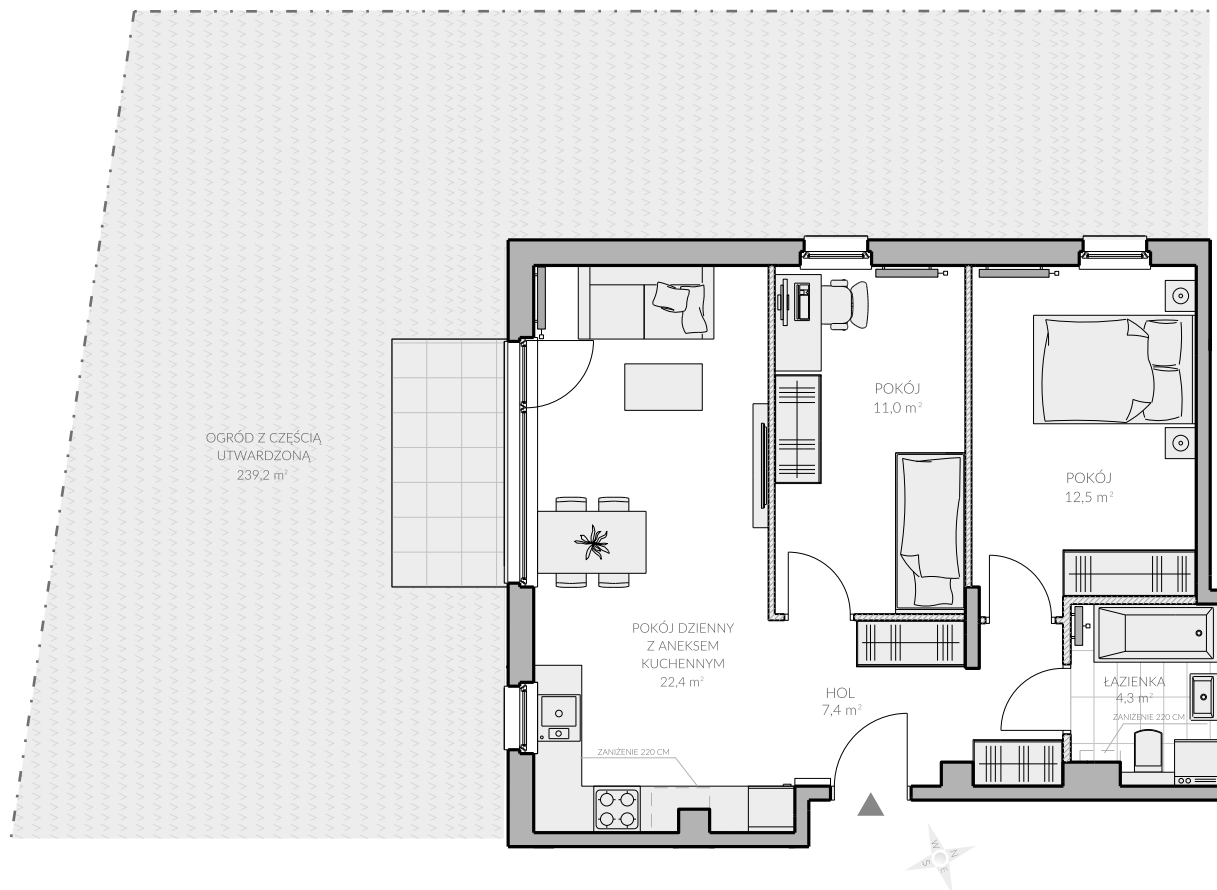 OGRÓD Z CZĘŚCIĄ
UTWARDZONĄ
239,2 m²
POKÓJ
11,0 m²
POKÓJ
12,5 m²
POKÓJ DZIENNY
Z ANEKSEM
KUCHENNYM
22,4 m²
HOL
7,4 m²
ŁAZIENKA
4,3 m²
ZANIŻENIE 220 CM
ZANIŻENIE 220 CM
W
N
S
E